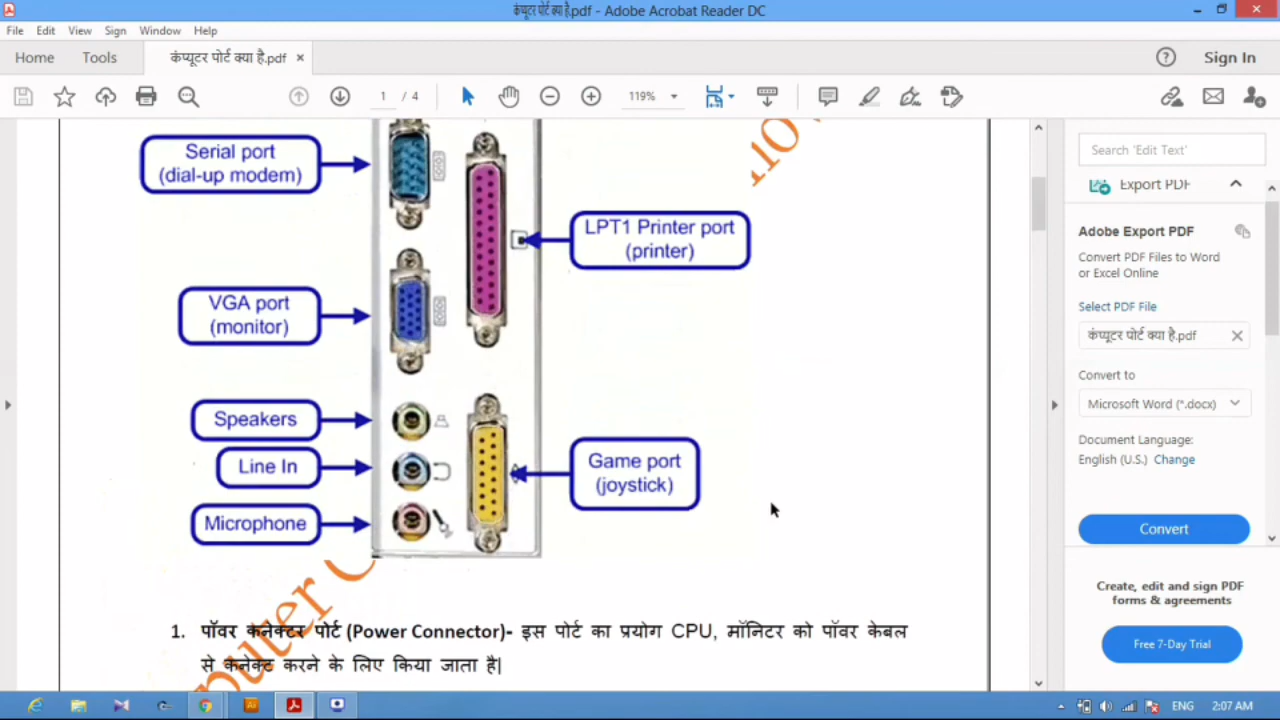 कंप्यूटर पोर्ट क्या है.pdf - Adobe Acrobat Reader DC
File Edit View Sign Window Help
Home Tools कंप्यूटर पोर्ट क्या है.pdf × Sign In
1 / 4 119%
Serial port
(dial-up modem)
LPT1 Printer port
(printer)
VGA port
(monitor)
Speakers
Line In
Microphone
Game port
(joystick)
1. पॉवर कनेक्टर पोर्ट (Power Connector)- इस पोर्ट का प्रयोग CPU, मॉनिटर को पॉवर केबल
से कनेक्ट करने के लिए किया जाता है|
Search 'Edit Text'
Export PDF
Adobe Export PDF
Convert PDF Files to Word
or Excel Online
Select PDF File
कंप्यूटर पोर्ट क्या है.pdf
Convert to
Microsoft Word (*.docx)
Document Language:
English (U.S.) Change
Convert
Create, edit and sign PDF
forms & agreements
Free 7-Day Trial
ENG 2:07 AM